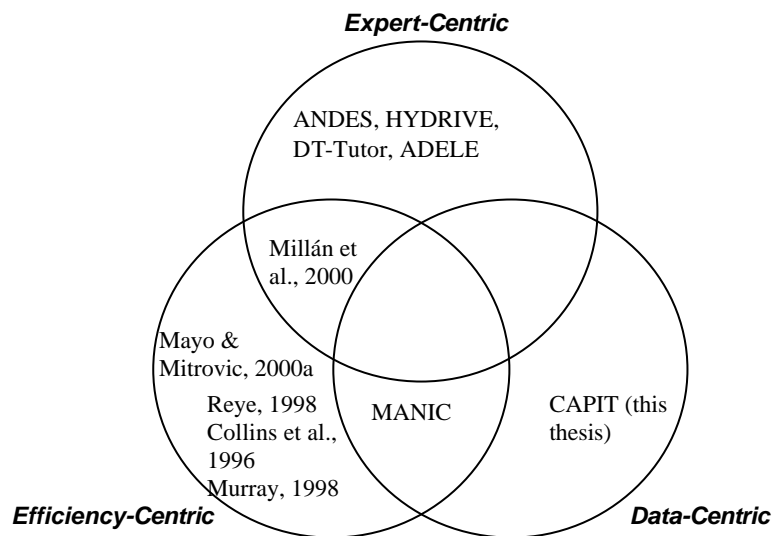 Expert-Centric
ANDES, HYDRIVE,
DT-Tutor, ADELE
Millán et
al., 2000
Mayo &
Mitrovic, 2000a
Reye, 1998
Collins et al.,
1996
Murray, 1998
MANIC
CAPIT (this
thesis)
Efficiency-Centric
Data-Centric